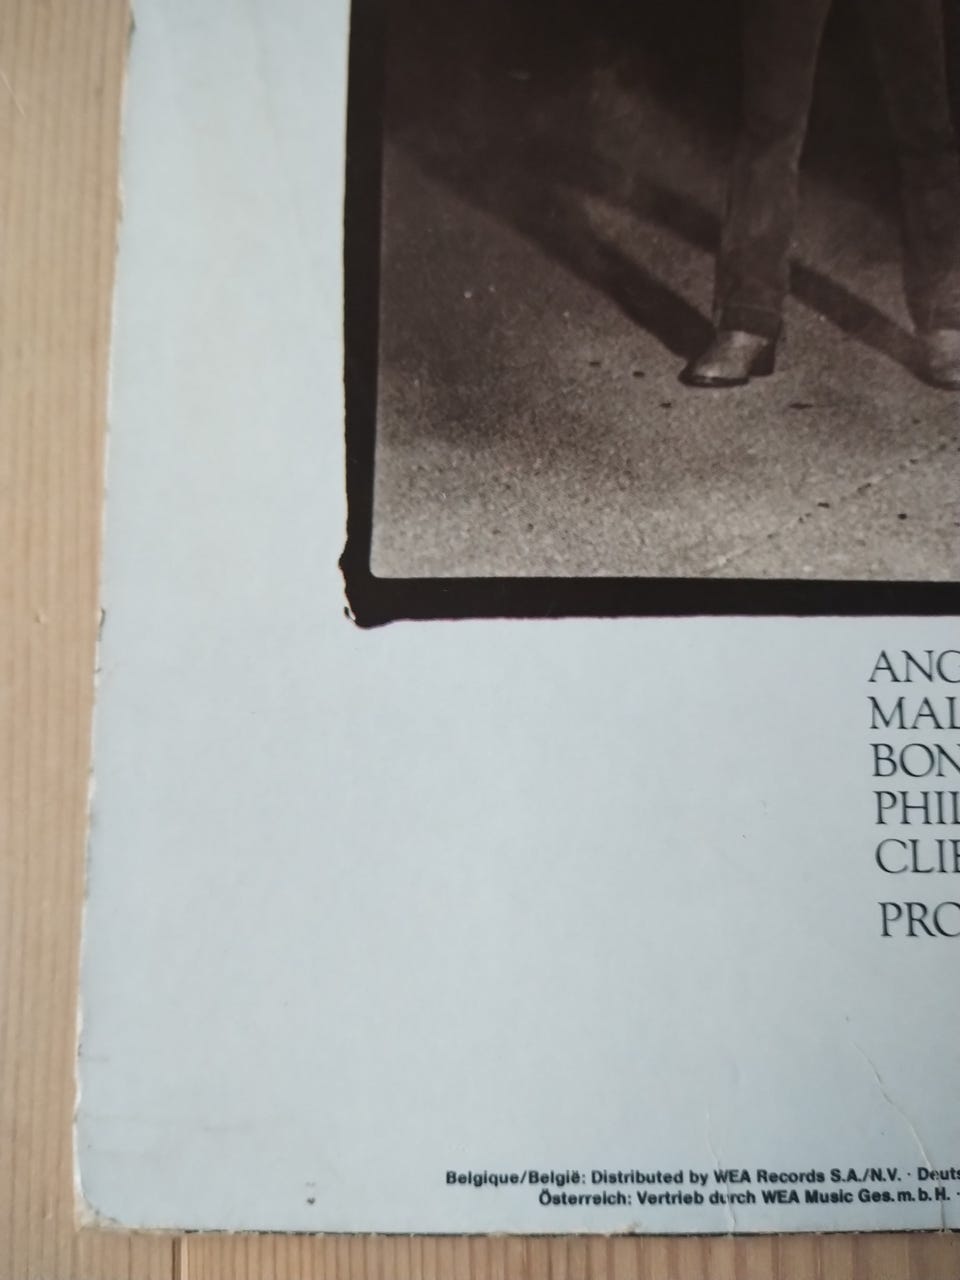 ANG
MAL
BON
PHIL
CLIF
PRO
Belgique/België: Distributed by WEA Records S.A./N.V. · Deuts
Österreich: Vertrieb durch WEA Music Ges.m.b.H. ·